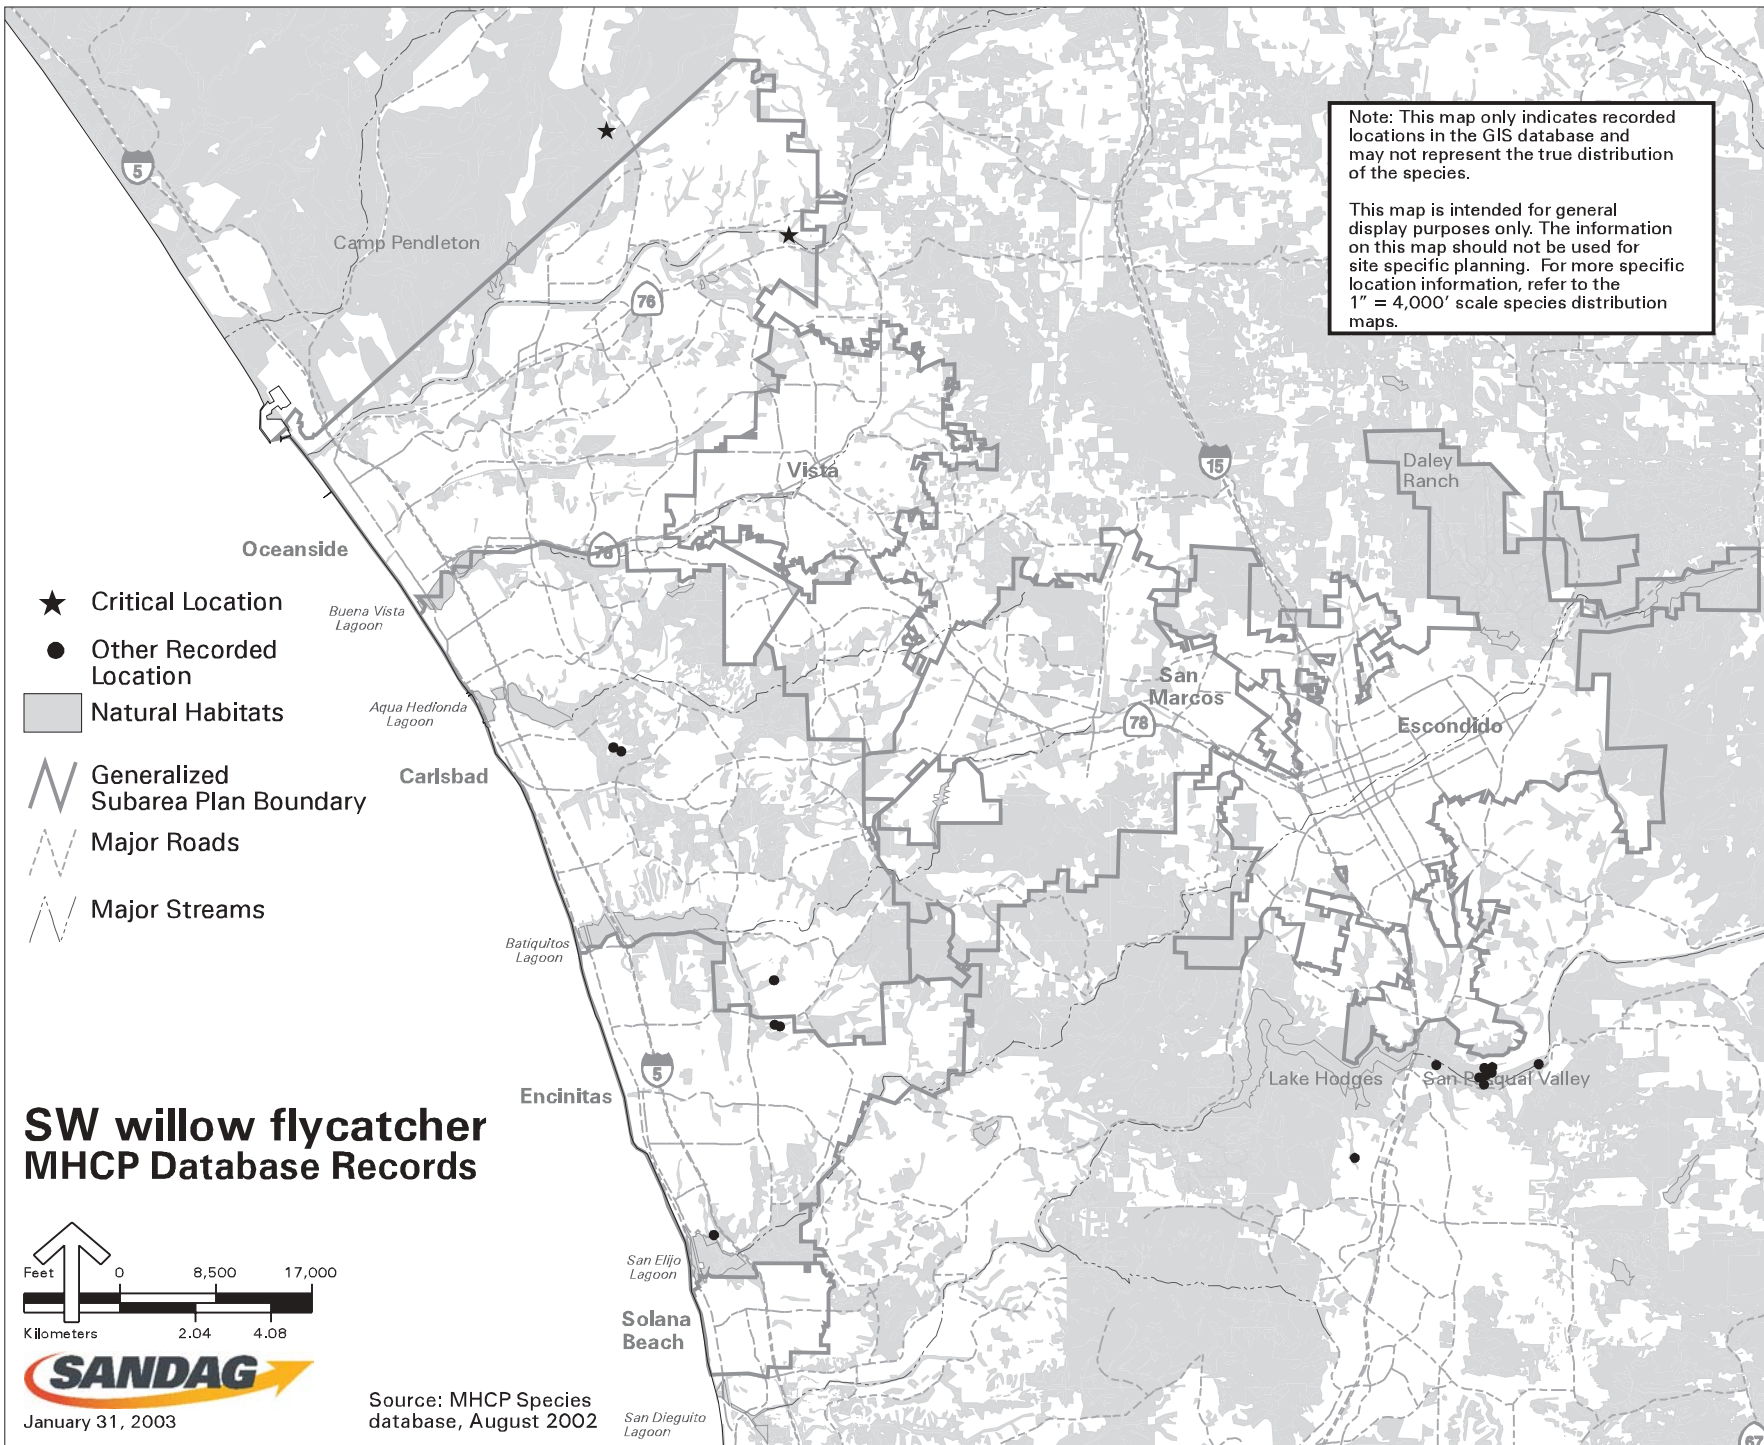 Note: This map only indicates recorded
locations in the GIS database and
may not represent the true distribution
of the species.
This map is intended for general
display purposes only. The information
on this map should not be used for
site specific planning. For more specific
location information, refer to the
1” = 4,000’ scale species distribution
maps.
5
Camp Pendleton
76
Vista
15
Daley
Ranch
Oceanside
78
Buena Vista
Lagoon
San
Marcos
78
Escondido
Aqua Hedionda
Lagoon
Carlsbad
Batiquitos
Lagoon
5
Encinitas
Lake Hodges
San Pasqual Valley
San Elijo
Lagoon
Solana
Beach
San Dieguito
Lagoon
67
Critical Location
Other Recorded
Location
Natural Habitats
Generalized
Subarea Plan Boundary
Major Roads
Major Streams
SW willow flycatcher
MHCP Database Records
Feet 0 8,500 17,000
Kilometers 2.04 4.08
SANDAG
January 31, 2003
Source: MHCP Species
database, August 2002